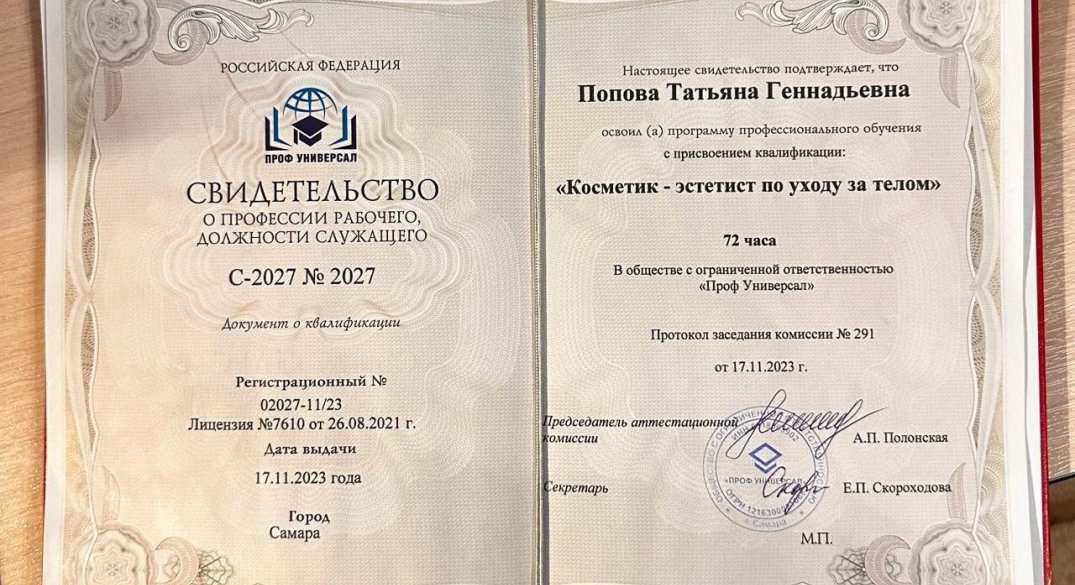 РОССИЙСКАЯ ФЕДЕРАЦИЯ
ПРОФ УНИВЕРСАЛ
СВИДЕТЕЛЬСТВО
О ПРОФЕССИИ РАБОЧЕГО,
ДОЛЖНОСТИ СЛУЖАЩЕГО
С-2027 № 2027
Документ о квалификации
Регистрационный №
02027-11/23
Лицензия №7610 от 26.08.2021 г.
Дата выдачи
17.11.2023 года
Город
Самара
Настоящее свидетельство подтверждает, что
Попова Татьяна Геннадьевна
освоил (а) программу профессионального обучения
с присвоением квалификации:
«Косметик - эстетист по уходу за телом»
72 часа
В обществе с ограниченной ответственностью
«Проф Универсал»
Протокол заседания комиссии № 291
от 17.11.2023 г.
Председатель аттестационной
комиссии
А.П. Полонская
Секретарь
Е.П. Скороходова
М.П.
«ПРОФ УНИВЕРСАЛ»
г. Самара